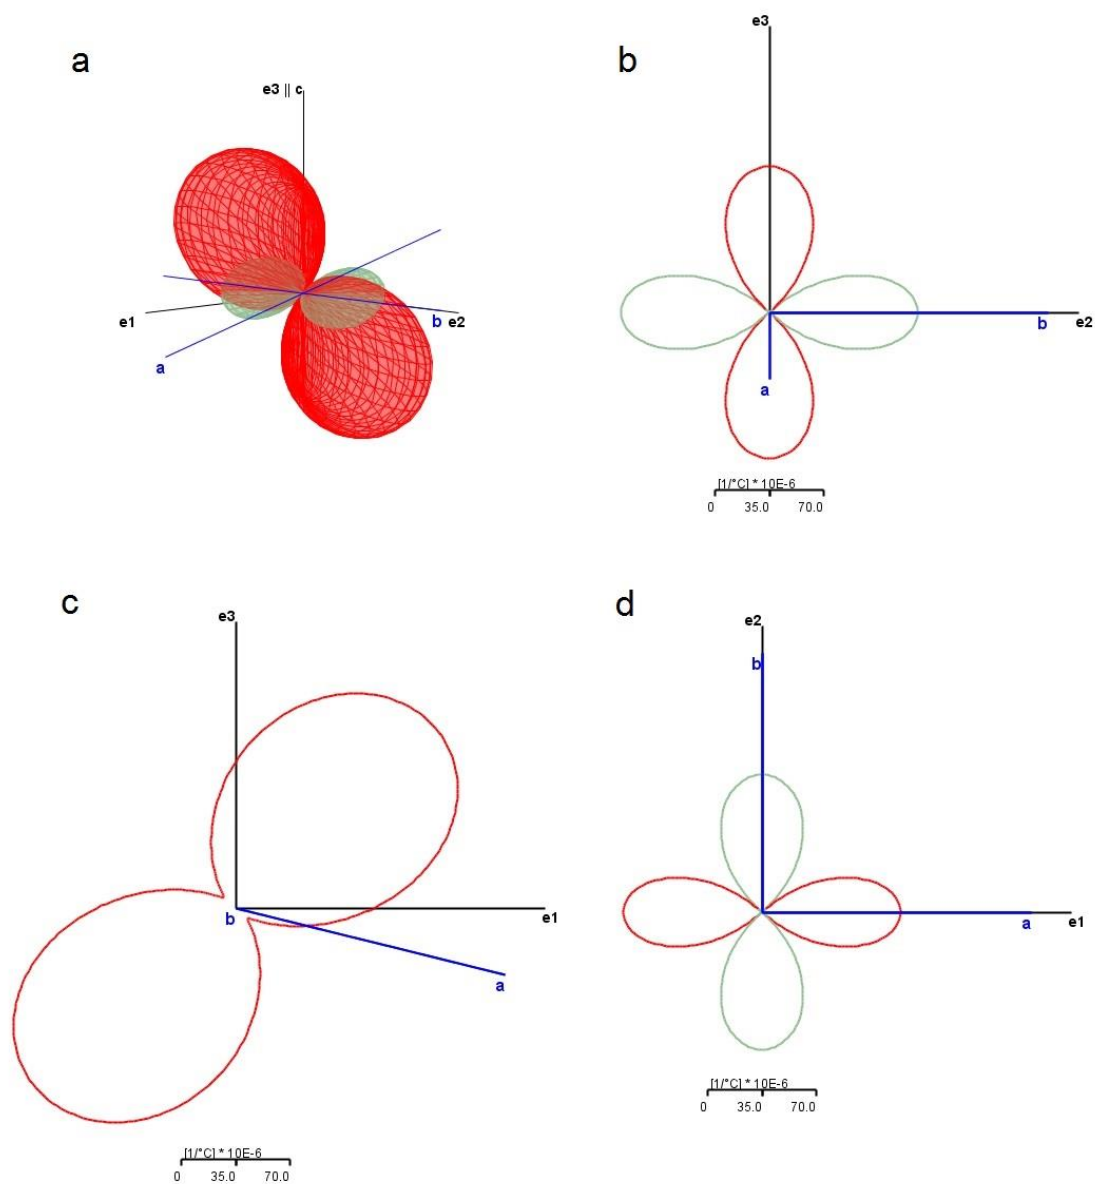 a
e3 || c
e1
b e2
a
b
e3
b e2
a
[1/°C] * 10E-6
0 35.0 70.0
c
e3
b
e1
a
[1/°C] * 10E-6
0 35.0 70.0
d
e2
b
a e1
[1/°C] * 10E-6
0 35.0 70.0